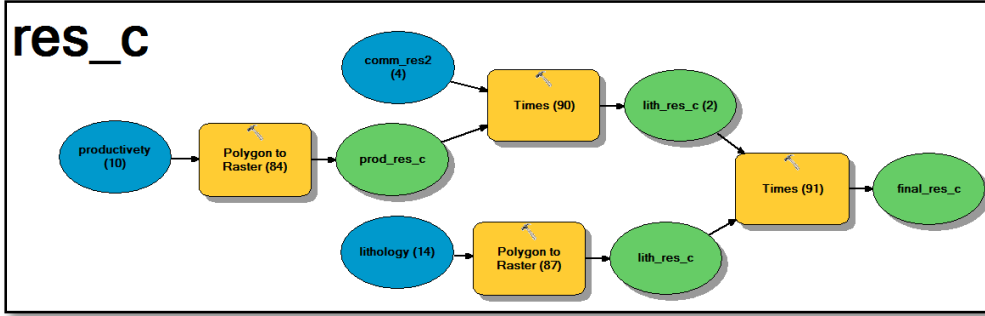 res_c
comm_res2
(4)
Times (90)
lith_res_c (2)
productivety
(10)
Polygon to
Raster (84)
prod_res_c
Times (91)
final_res_c
lithology (14)
Polygon to
Raster (87)
lith_res_c